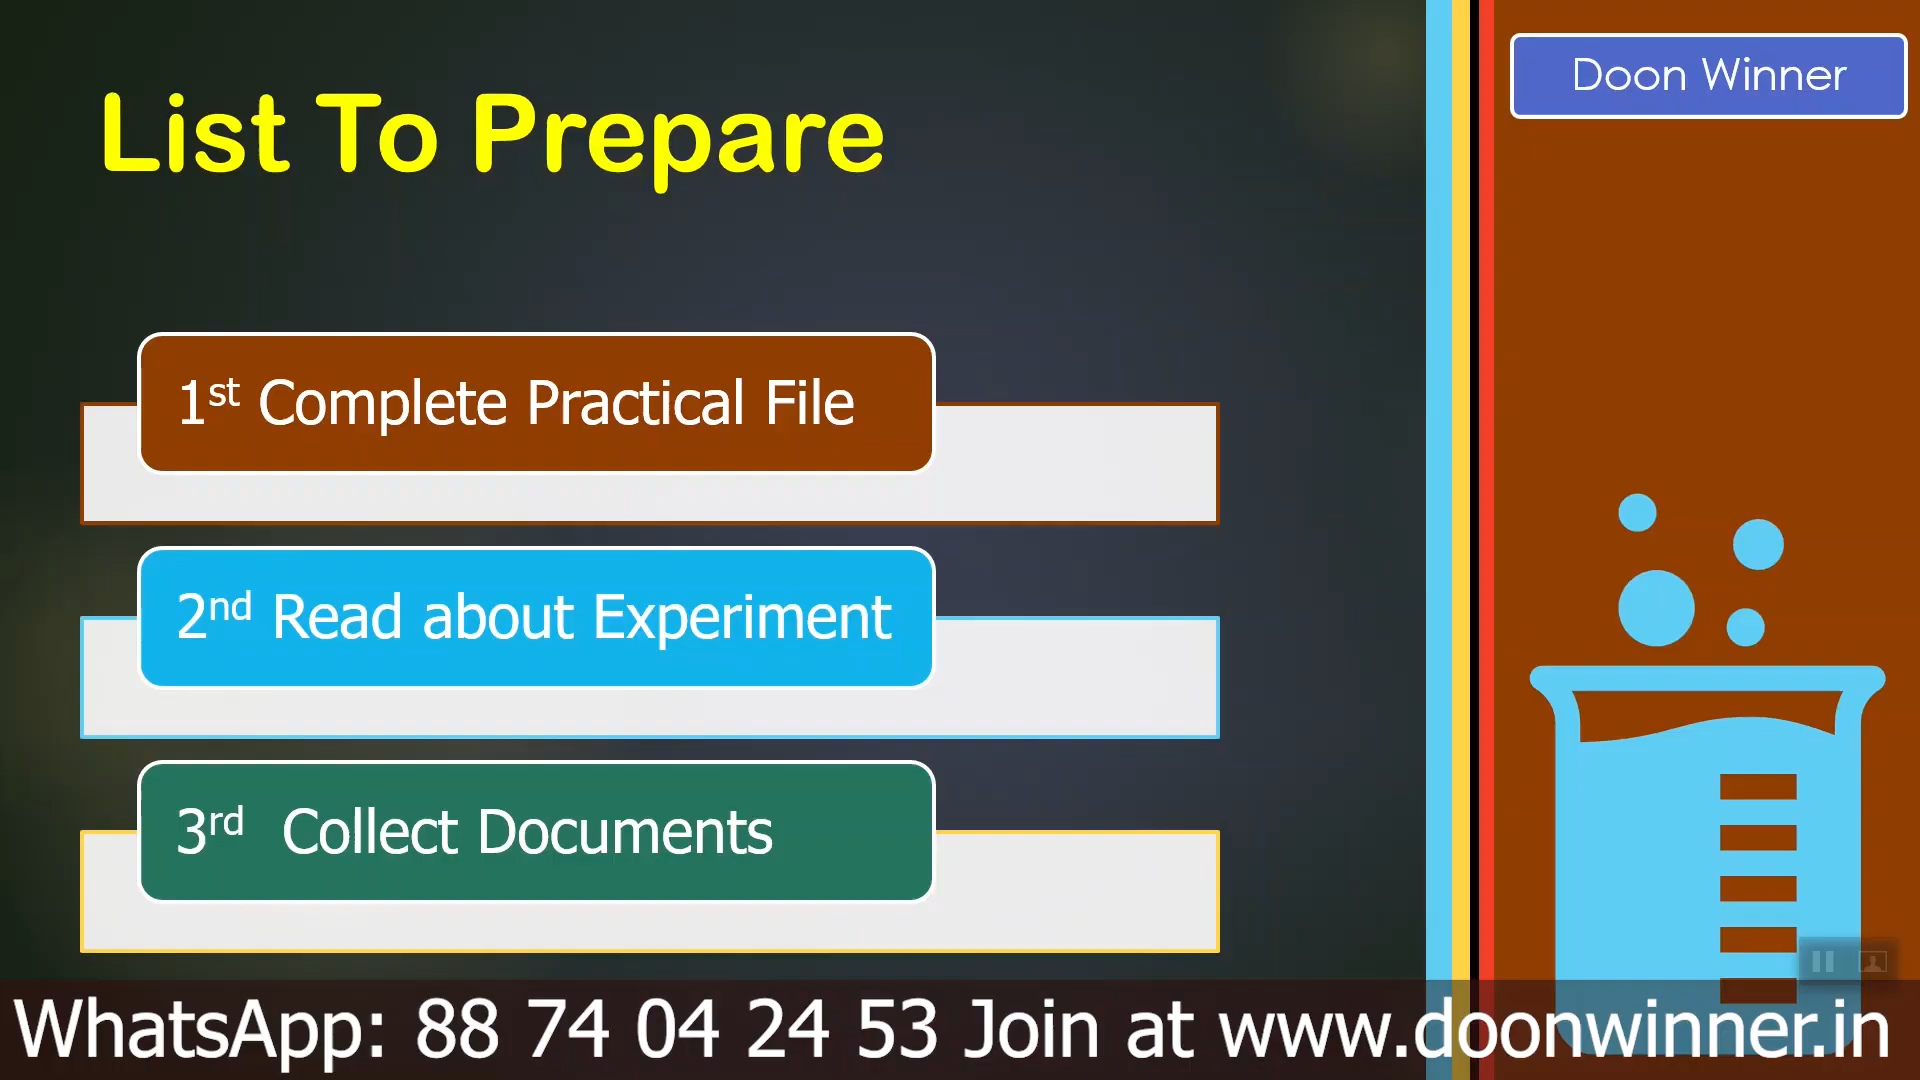 List To Prepare
Doon Winner
1st Complete Practical File
2nd Read about Experiment
3rd Collect Documents
WhatsApp: 88 74 04 24 53 Join at www.doonwinner.in